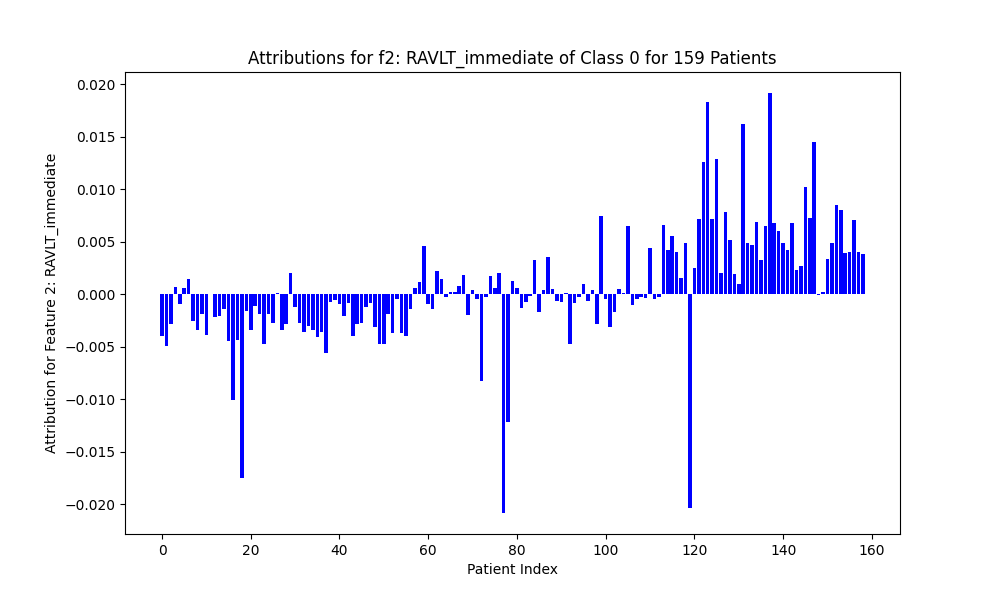 Attributions for f2: RAVLT_immediate of Class 0 for 159 Patients
Attribution for Feature 2: RAVLT_immediate
0.020
0.015
0.010
0.005
0.000
−0.005
−0.010
−0.015
−0.020
0 20 40 60 80 100 120 140 160
Patient Index